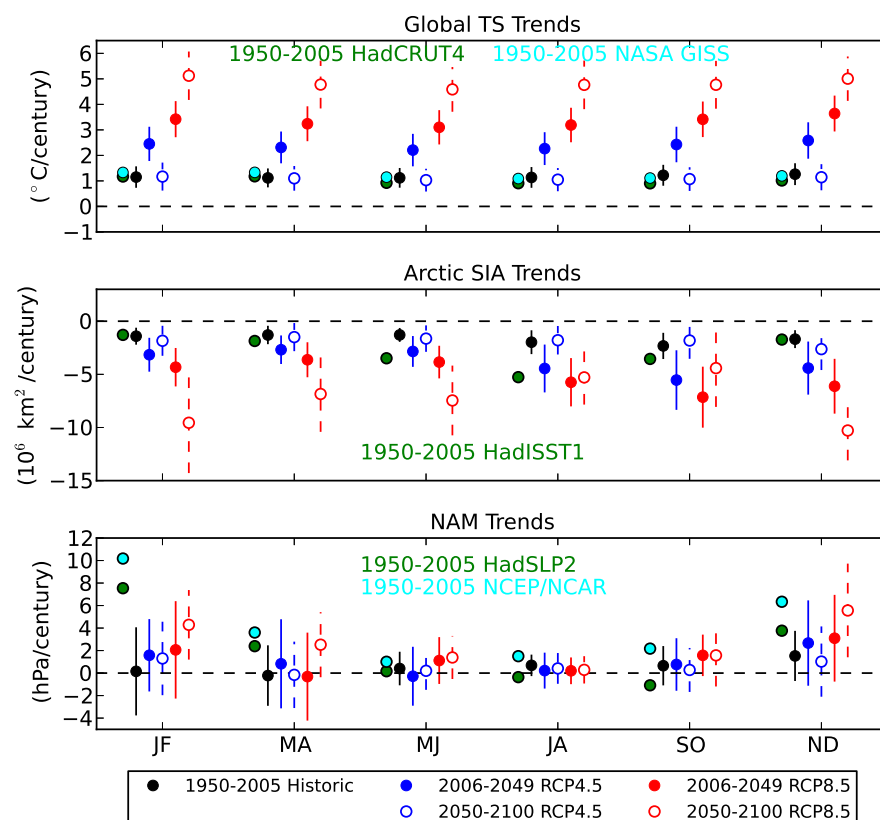 Global TS Trends
1950-2005 HadCRUT4 1950-2005 NASA GISS
(°C/century)
6
5
4
3
2
1
0
−1
Arctic SIA Trends
(10⁶ km² /century)
0
−5
−10
−15
1950-2005 HadISST1
NAM Trends
(hPa/century)
12
10
8
6
4
2
0
−2
−4
1950-2005 HadSLP2
1950-2005 NCEP/NCAR
JF MA MJ JA SO ND
1950-2005 Historic 2006-2049 RCP4.5 2006-2049 RCP8.5
2050-2100 RCP4.5 2050-2100 RCP8.5